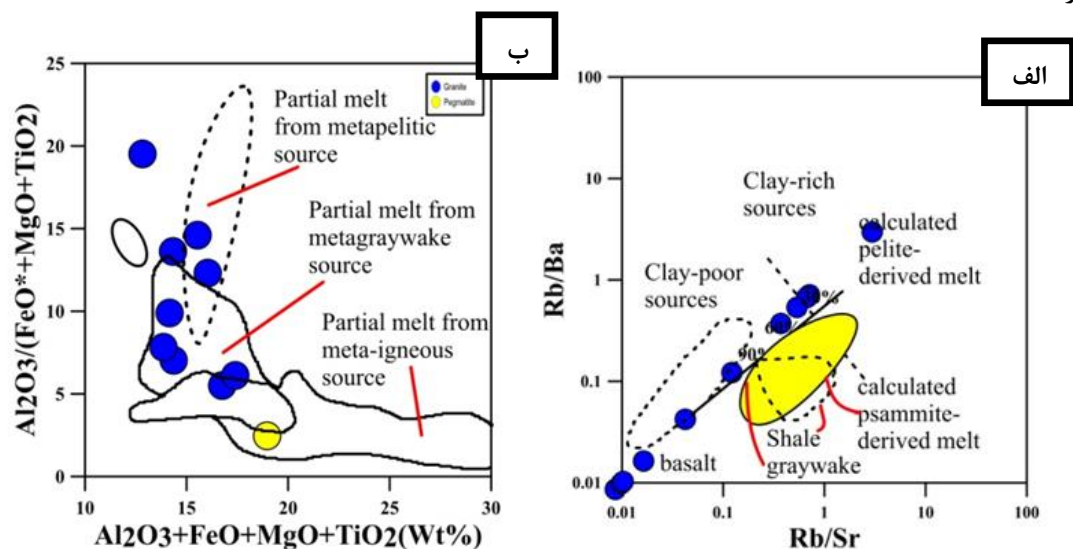 ب
25
20
15
10
5
0
Al2O3/(FeO*+MgO+TiO2)
Granite
Pegmatite
Partial melt
from metapelitic
source
Partial melt from
metagraywake
source
Partial melt from
meta-igneous
source
10
20
30
Al2O3+FeO+MgO+TiO2(Wt%)
الف
100
10
1
0.1
0.01
Rb/Ba
Clay-rich
sources
Clay-poor
sources
calculated
pelite-
derived melt
90%
calculated
psammite-
derived melt
Shale
graywake
basalt
0.01
0.1
1
10
100
Rb/Sr